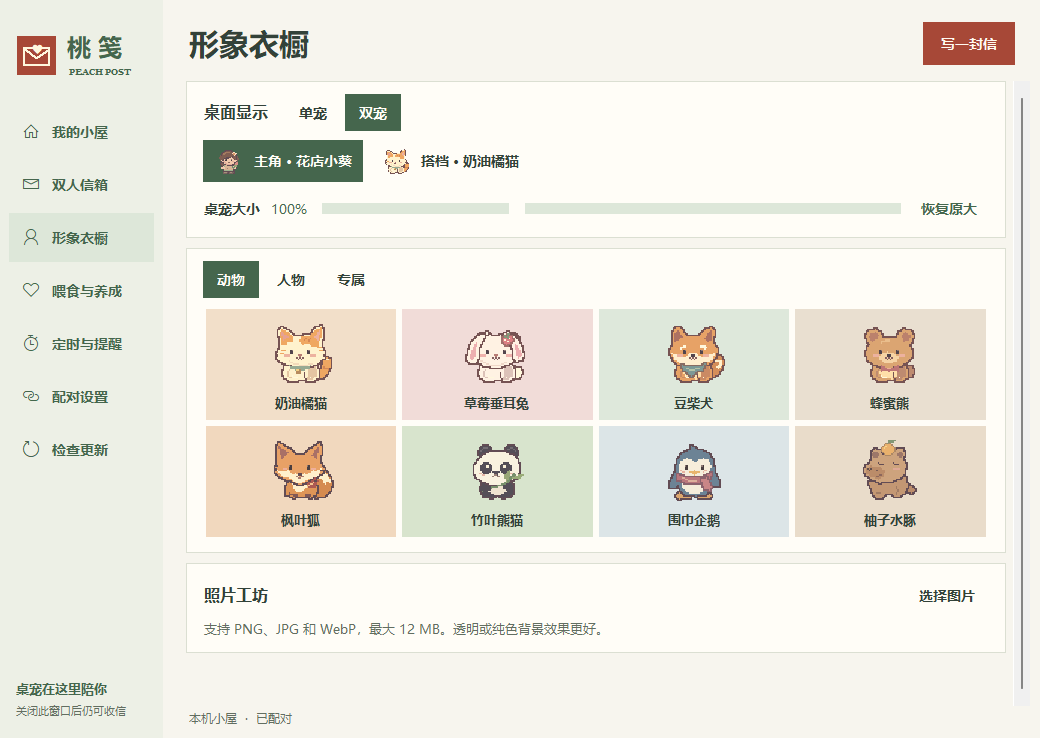 桃笺
PEACH POST
我的小屋
双人信箱
形象衣橱
喂食与养成
定时与提醒
配对设置
检查更新
桌宠在这里陪你
关闭此窗口后仍可收信
形象衣橱
写一封信
桌面显示 单宠 双宠
主角·花店小葵 搭档·奶油橘猫
桌宠大小 100% 恢复原大
动物 人物 专属
奶油橘猫 草莓垂耳兔 豆柴犬 蜂蜜熊
枫叶狐 竹叶熊猫 围巾企鹅 柚子水豚
照片工坊 选择图片
支持 PNG、JPG 和 WebP，最大 12 MB。透明或纯色背景效果更好。
本机小屋 · 已配对